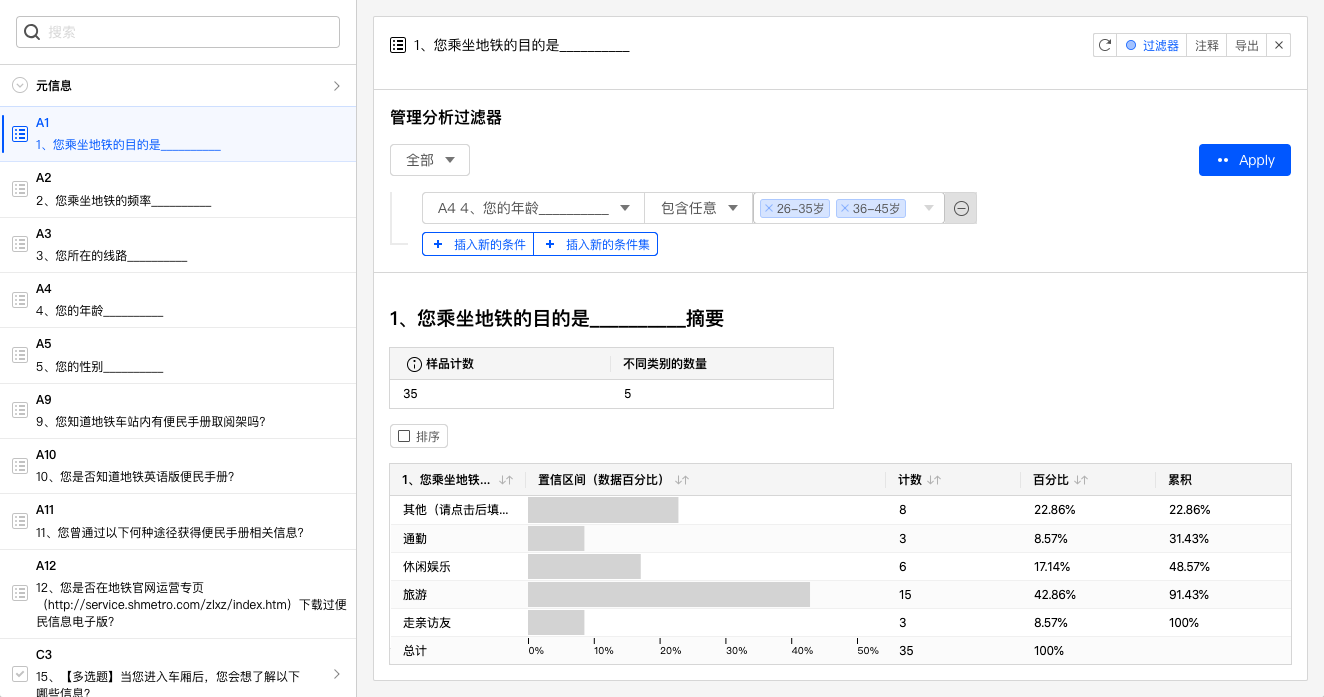 搜索
元信息
A1
1、您乘坐地铁的目的是__________
A2
2、您乘坐地铁的频率__________
A3
3、您所在的线路__________
A4
4、您的年龄__________
A5
5、您的性别__________
A9
9、您知道地铁车站内有便民手册取阅架吗?
A10
10、您是否知道地铁英语版便民手册?
A11
11、您曾通过以下何种途径获得便民手册相关信息?
A12
12、您是否在地铁官网运营专页
（http://service.shmetro.com/zlxz/index.htm）下载过便
民信息电子版?
C3
15、【多选题】当您进入车厢后，您会想了解以下
哪些信息?
1、您乘坐地铁的目的是__________
过滤器 注释 导出
管理分析过滤器
全部
Apply
A4 4、您的年龄__________ 包含任意 26–35岁 36–45岁
插入新的条件 插入新的条件集
1、您乘坐地铁的目的是__________摘要
样品计数 不同类别的数量
35 5
排序
1、您乘坐地铁... 置信区间（数据百分比） 计数 百分比 累积
其他（请点击后填... 8 22.86% 22.86%
通勤 3 8.57% 31.43%
休闲娱乐 6 17.14% 48.57%
旅游 15 42.86% 91.43%
走亲访友 3 8.57% 100%
总计 0% 10% 20% 30% 40% 50% 35 100%